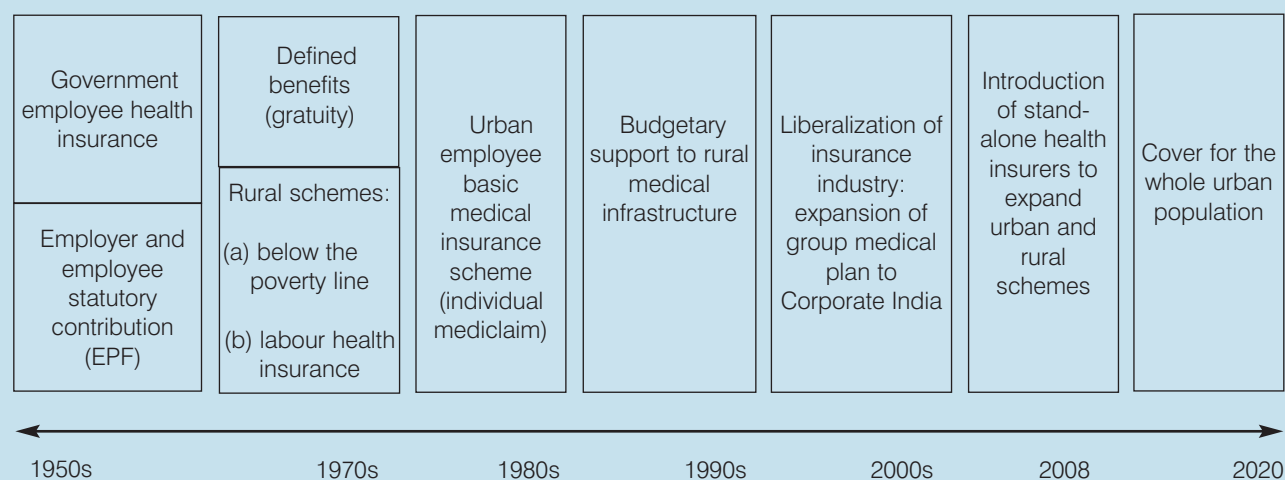 Government
employee health
insurance
Employer and
employee
statutory
contribution
(EPF)
Defined
benefits
(gratuity)
Rural schemes:
(a) below the
poverty line
(b) labour health
insurance
Urban
employee
basic
medical
insurance
scheme
(individual
mediclaim)
Budgetary
support to rural
medical
infrastructure
Liberalization of
insurance
industry:
expansion of
group medical
plan to
Corporate India
Introduction
of stand-
alone health
insurers to
expand
urban and
rural
schemes
Cover for the
whole urban
population
1950s
1970s
1980s
1990s
2000s
2008
2020